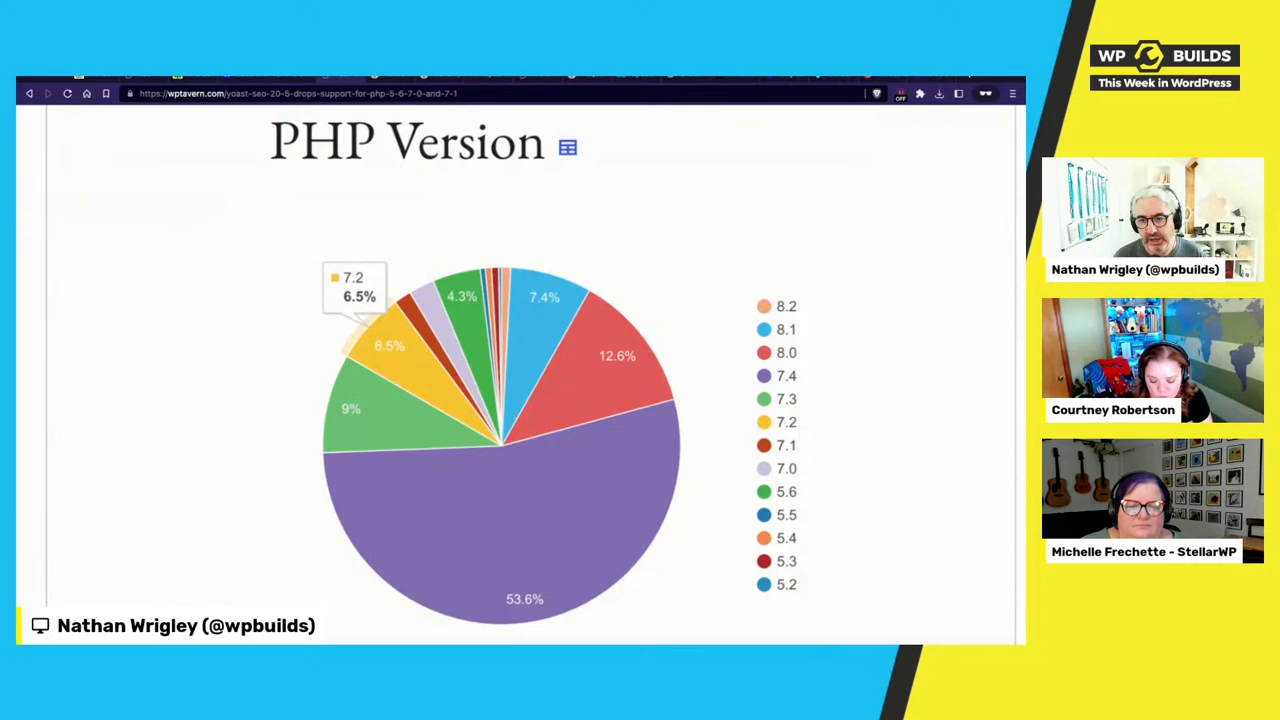 WP BUILDS
This Week in WordPress
https://wptavern.com/yoast-seo-20-5-drops-support-for-php-5-6-7-0-and-7-1
OFF
PHP Version
7.2
6.5%
4.3%
7.4%
12.6%
6.5%
9%
53.6%
8.2
8.1
8.0
7.4
7.3
7.2
7.1
7.0
5.6
5.5
5.4
5.3
5.2
Nathan Wrigley (@wpbuilds)
Nathan Wrigley (@wpbuilds)
Courtney Robertson
Michelle Frechette - StellarWP